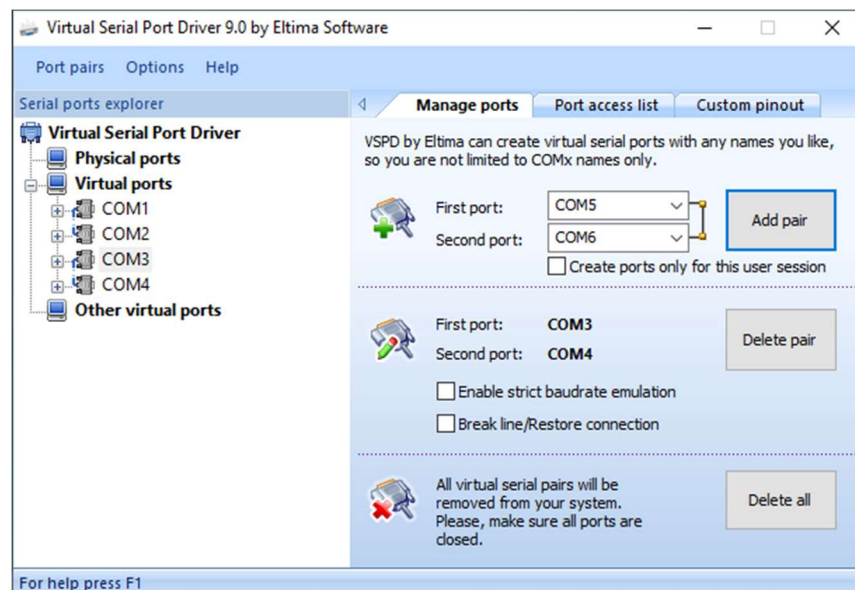 Virtual Serial Port Driver 9.0 by Eltima Software
Port pairs Options Help
Serial ports explorer
Virtual Serial Port Driver
Physical ports
Virtual ports
COM1
COM2
COM3
COM4
Other virtual ports
Manage ports Port access list Custom pinout
VSPD by Eltima can create virtual serial ports with any names you like,
so you are not limited to COMx names only.
First port: COM5
Second port: COM6
Add pair
Create ports only for this user session
First port: COM3
Second port: COM4
Delete pair
Enable strict baudrate emulation
Break line/Restore connection
All virtual serial pairs will be
removed from your system.
Please, make sure all ports are
closed.
Delete all
For help press F1